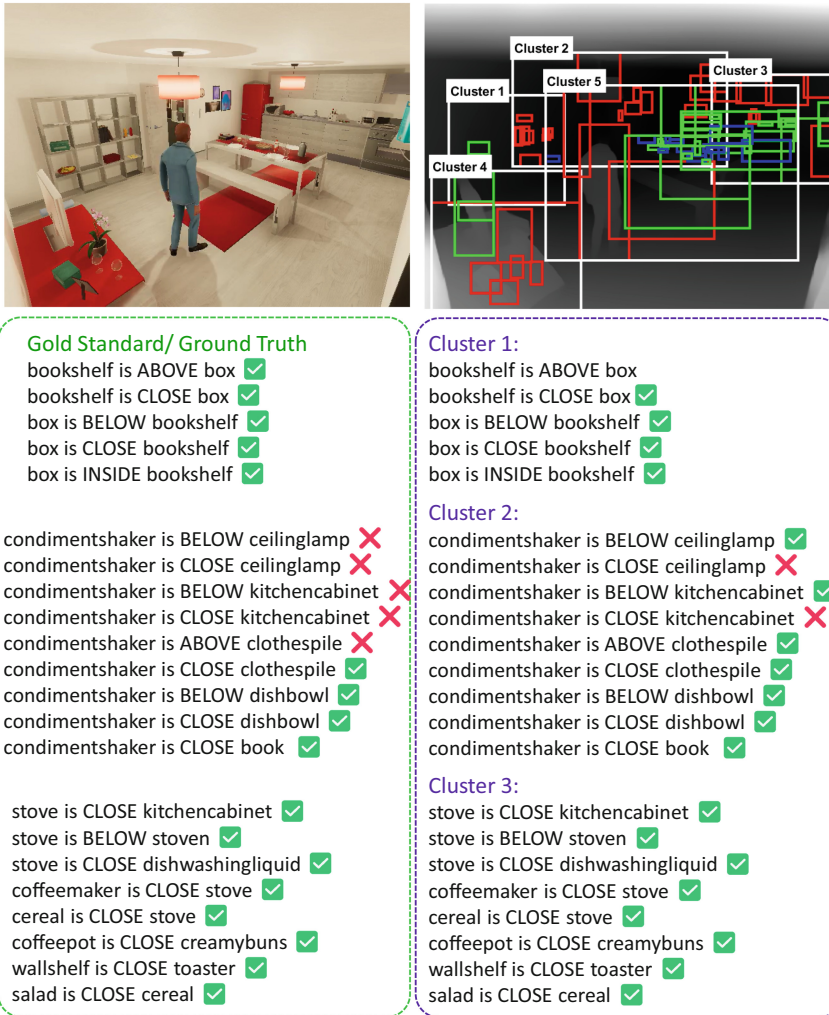 Cluster 2
Cluster 5
Cluster 3
Cluster 1
Cluster 4
Gold Standard/ Ground Truth
bookshelf is ABOVE box
bookshelf is CLOSE box
box is BELOW bookshelf
box is CLOSE bookshelf
box is INSIDE bookshelf
condimentshaker is BELOW ceilinglamp
condimentshaker is CLOSE ceilinglamp
condimentshaker is BELOW kitchencabinet
condimentshaker is CLOSE kitchencabinet
condimentshaker is ABOVE clothespile
condimentshaker is CLOSE clothespile
condimentshaker is BELOW dishbowl
condimentshaker is CLOSE dishbowl
condimentshaker is CLOSE book
stove is CLOSE kitchencabinet
stove is BELOW stoven
stove is CLOSE dishwashingliquid
coffeemaker is CLOSE stove
cereal is CLOSE stove
coffeepot is CLOSE creamybuns
wallshelf is CLOSE toaster
salad is CLOSE cereal
Cluster 1:
bookshelf is ABOVE box
bookshelf is CLOSE box
box is BELOW bookshelf
box is CLOSE bookshelf
box is INSIDE bookshelf
Cluster 2:
condimentshaker is BELOW ceilinglamp
condimentshaker is CLOSE ceilinglamp
condimentshaker is BELOW kitchencabinet
condimentshaker is CLOSE kitchencabinet
condimentshaker is ABOVE clothespile
condimentshaker is CLOSE clothespile
condimentshaker is BELOW dishbowl
condimentshaker is CLOSE dishbowl
condimentshaker is CLOSE book
Cluster 3:
stove is CLOSE kitchencabinet
stove is BELOW stoven
stove is CLOSE dishwashingliquid
coffeemaker is CLOSE stove
cereal is CLOSE stove
coffeepot is CLOSE creamybuns
wallshelf is CLOSE toaster
salad is CLOSE cereal